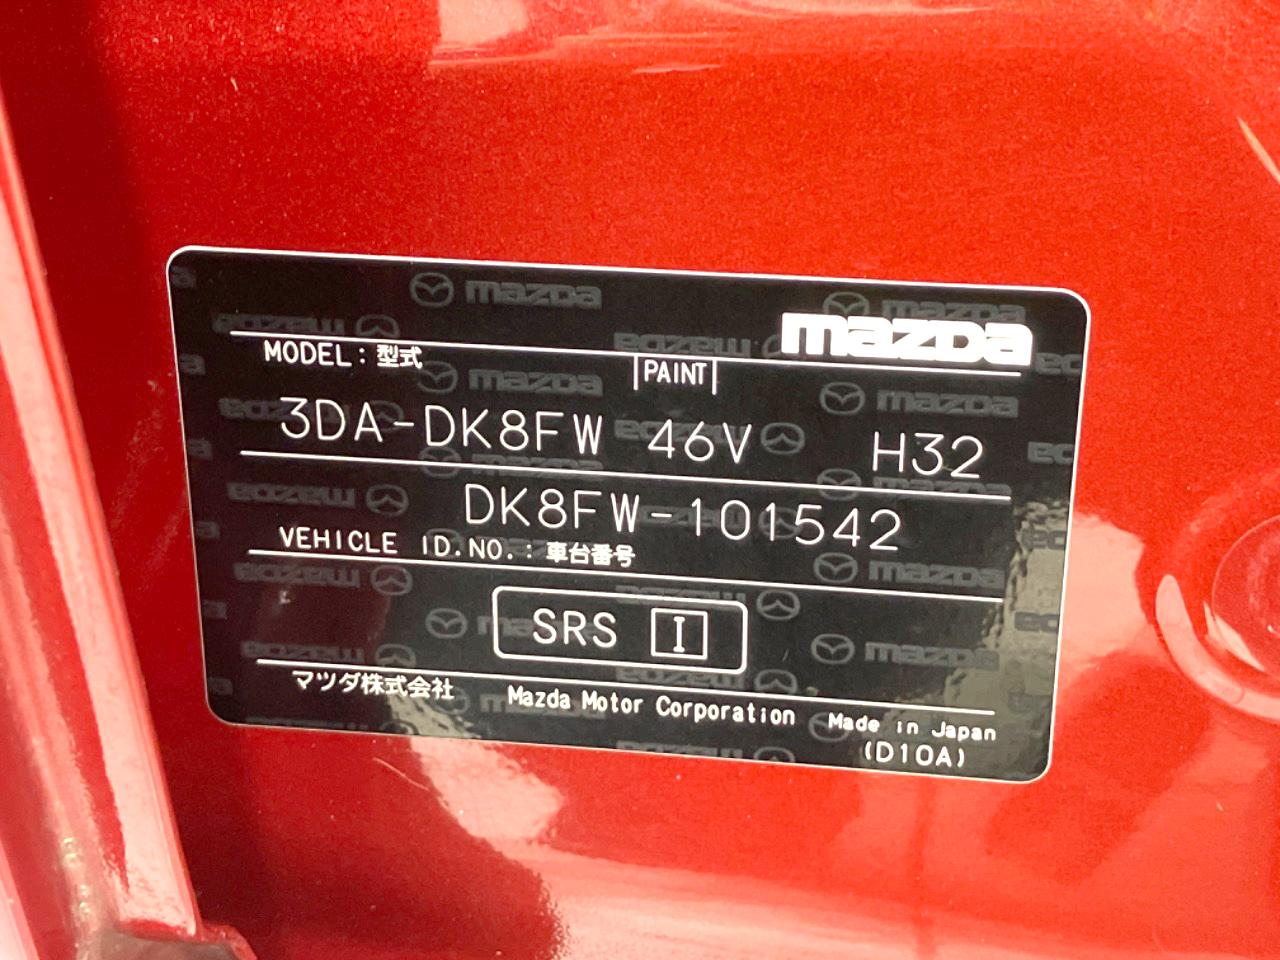 mazda
MODEL: 型式 PAINT
3DA-DK8FW 46V H32
DK8FW-101542
VEHICLE ID.NO.: 車台番号
SRS I
マツダ株式会社 Mazda Motor Corporation Made in Japan
(D10A)